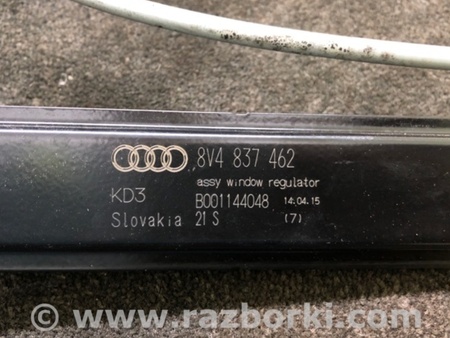 8V4 837 462
assy window regulator
KD3 B001144048 14.04.15
Slovakia 21 S (7)
www.razborki.com